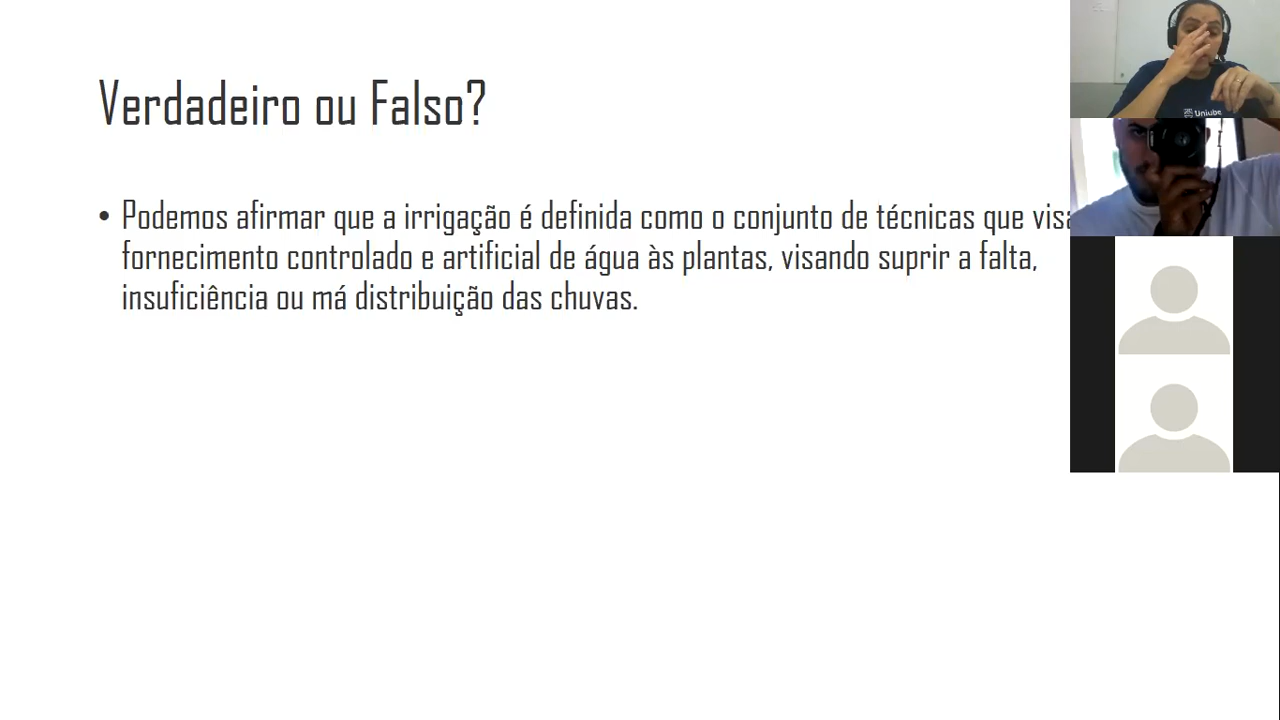 Verdadeiro ou Falso?
• Podemos afirmar que a irrigação é definida como o conjunto de técnicas que
fornecimento controlado e artificial de água às plantas, visando suprir a falta,
insuficiência ou má distribuição das chuvas.
Uniube